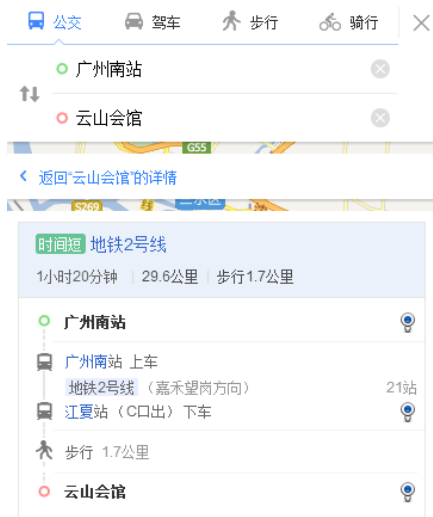 公交 驾车 步行 骑行
广州南站
云山会馆
G55
返回“云山会馆”的详情
S269
三水区
时间短 地铁2号线
1小时20分钟 29.6公里 步行1.7公里
广州南站
广州南站 上车
地铁2号线 （嘉禾望岗方向） 21站
江夏站（C口出）下车
步行 1.7公里
云山会馆